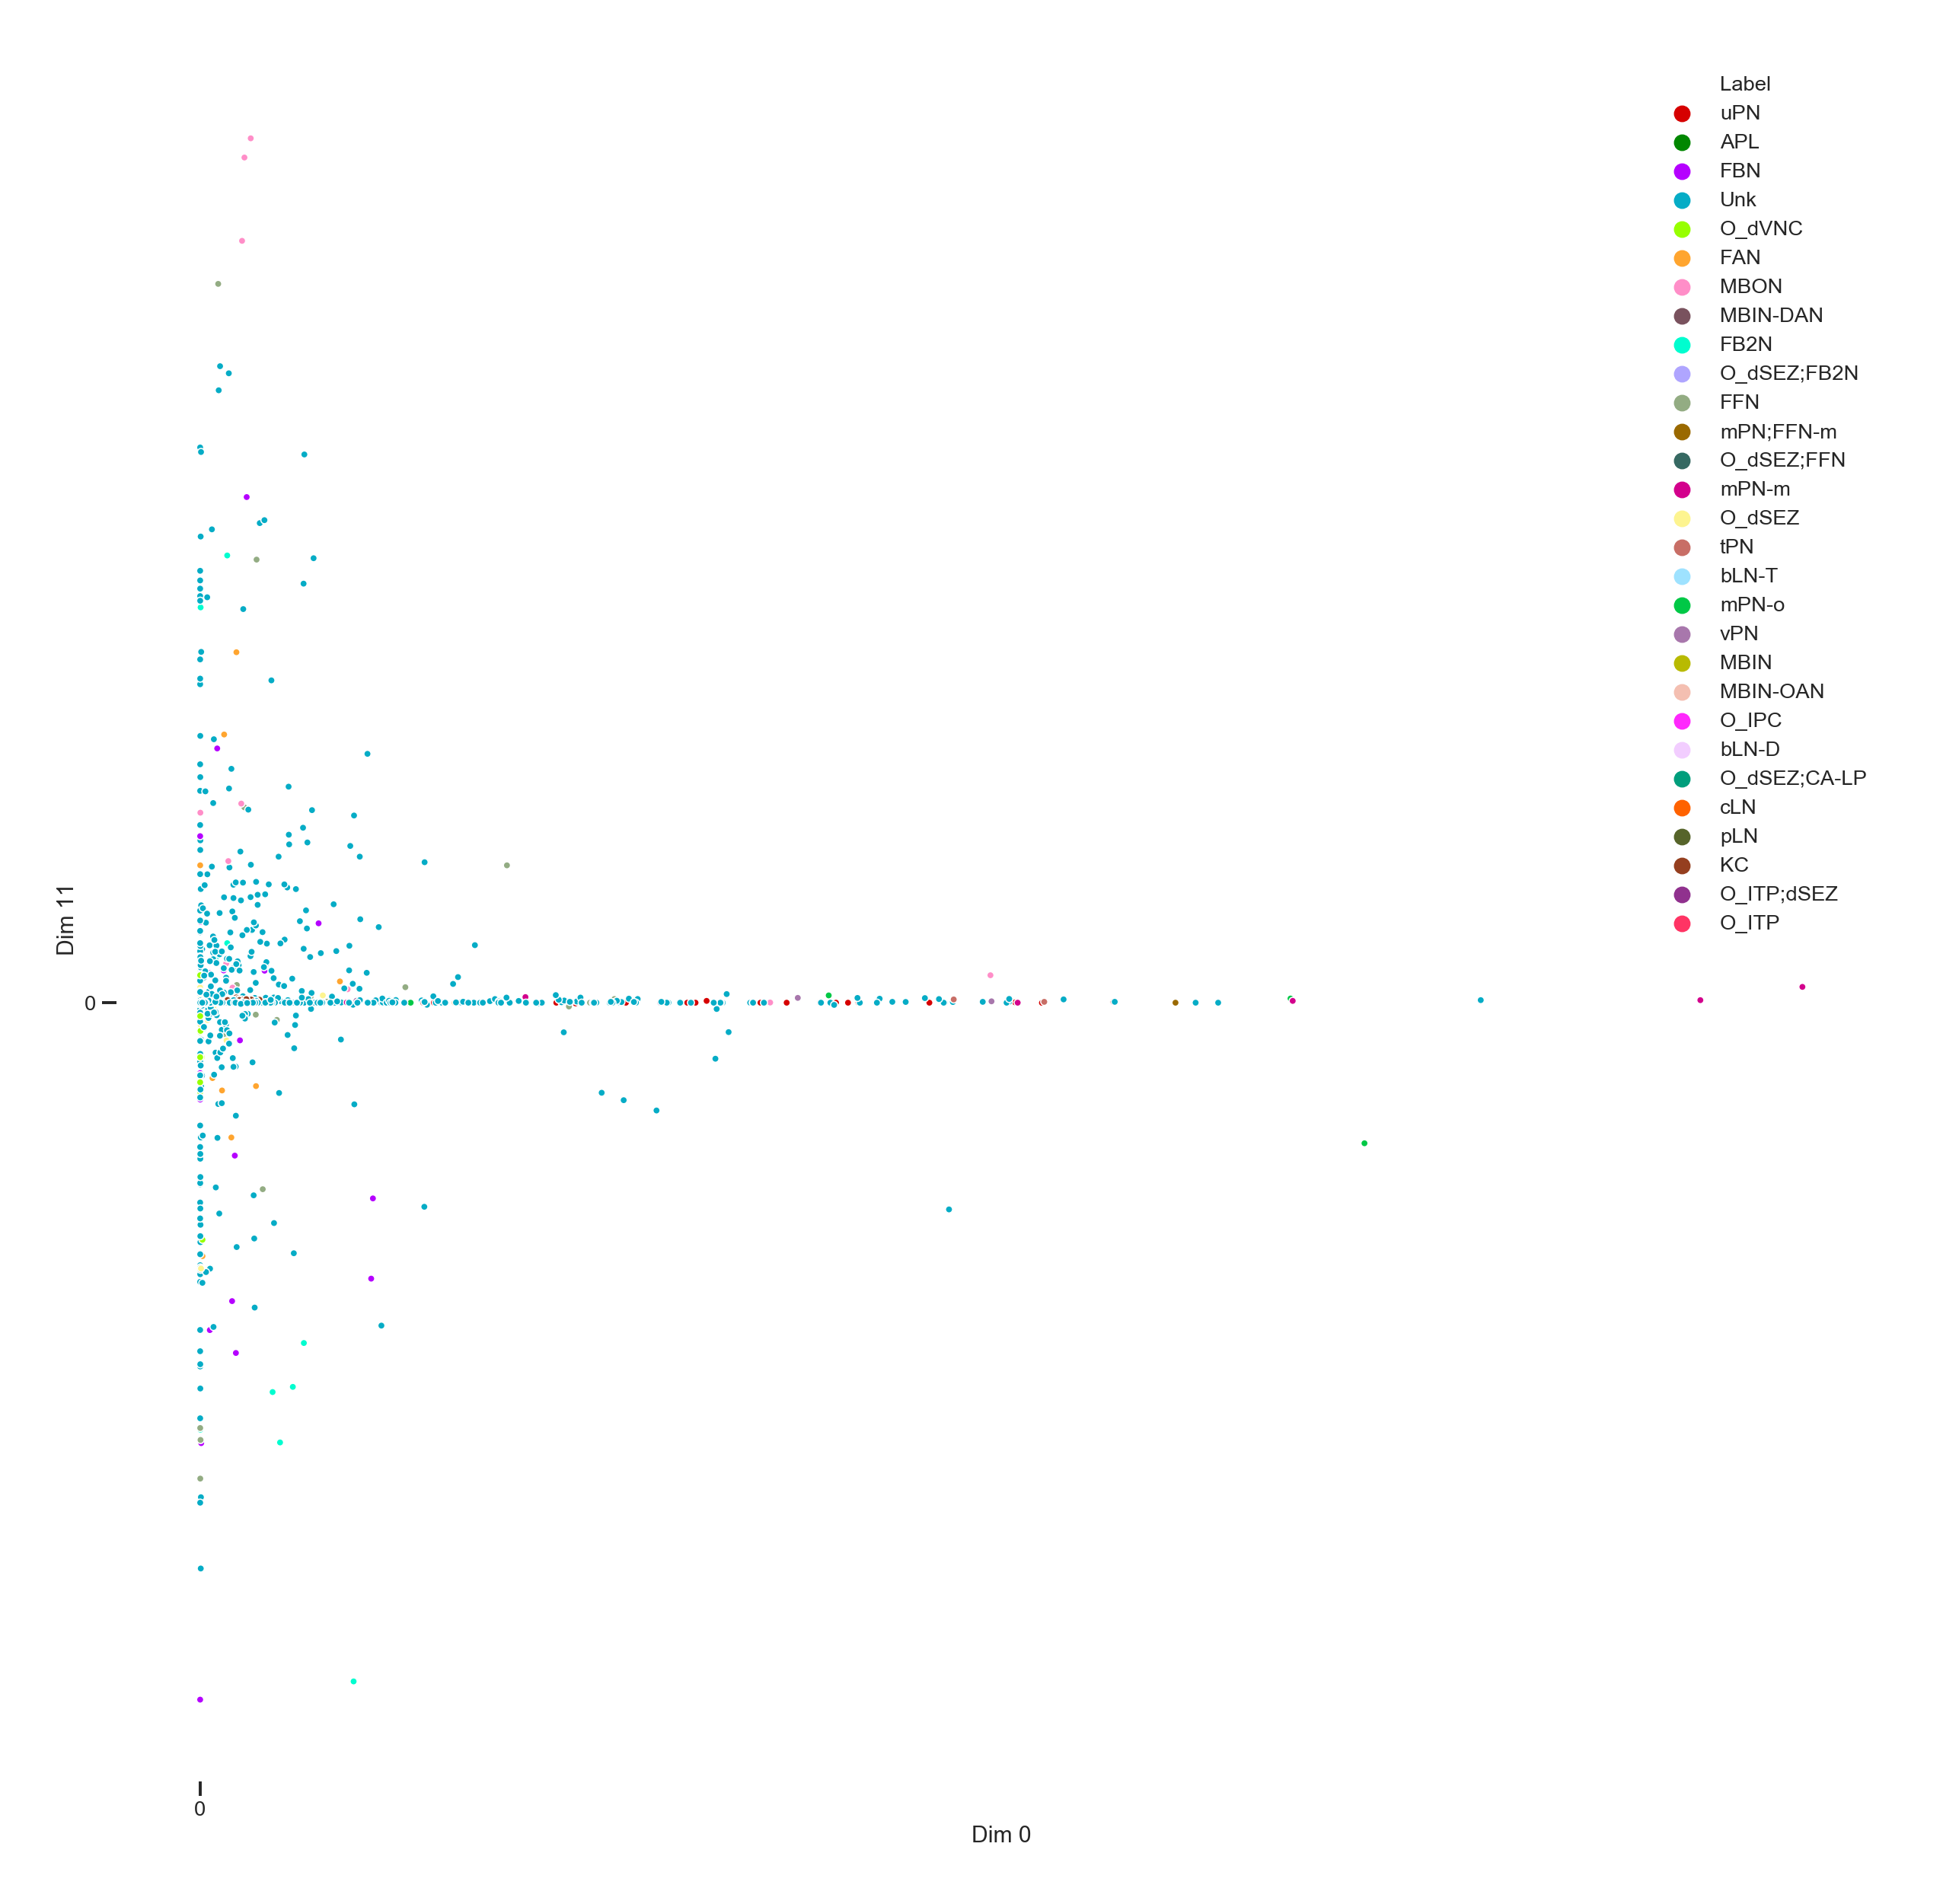 Label
uPN
APL
FBN
Unk
O_dVNC
FAN
MBON
MBIN-DAN
FB2N
O_dSEZ;FB2N
FFN
mPN;FFN-m
O_dSEZ;FFN
mPN-m
O_dSEZ
tPN
bLN-T
mPN-o
vPN
MBIN
MBIN-OAN
O_IPC
bLN-D
O_dSEZ;CA-LP
cLN
pLN
KC
O_ITP;dSEZ
O_ITP
Dim 11
0
0
Dim 0